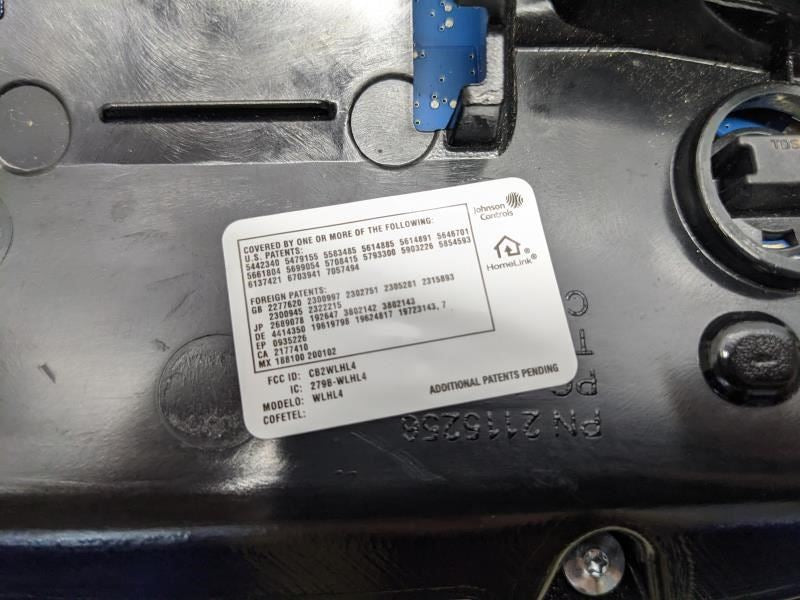 Johnson
Controls
HomeLink®
COVERED BY ONE OR MORE OF THE FOLLOWING:
U.S. PATENTS:
5442340 5479155 5583485 5614885 5614891 5646701
5661804 5699054 5708415 5793300 5903226 5854593
6137421 6703941 7057494
FOREIGN PATENTS:
GB 2277620 2300997 2302751 2305281 2315893
2300945 2322215
JP 2689078 192647 3802142 3802143
DE 4414350 19619798 19624817 19723143, 7
EP 0935226
CA 2177410
MX 188100 200102
FCC ID: CB2WLHL4
IC: 279B-WLHL4
MODELO: WLHL4
COFETEL:
ADDITIONAL PATENTS PENDING
PN 2115256